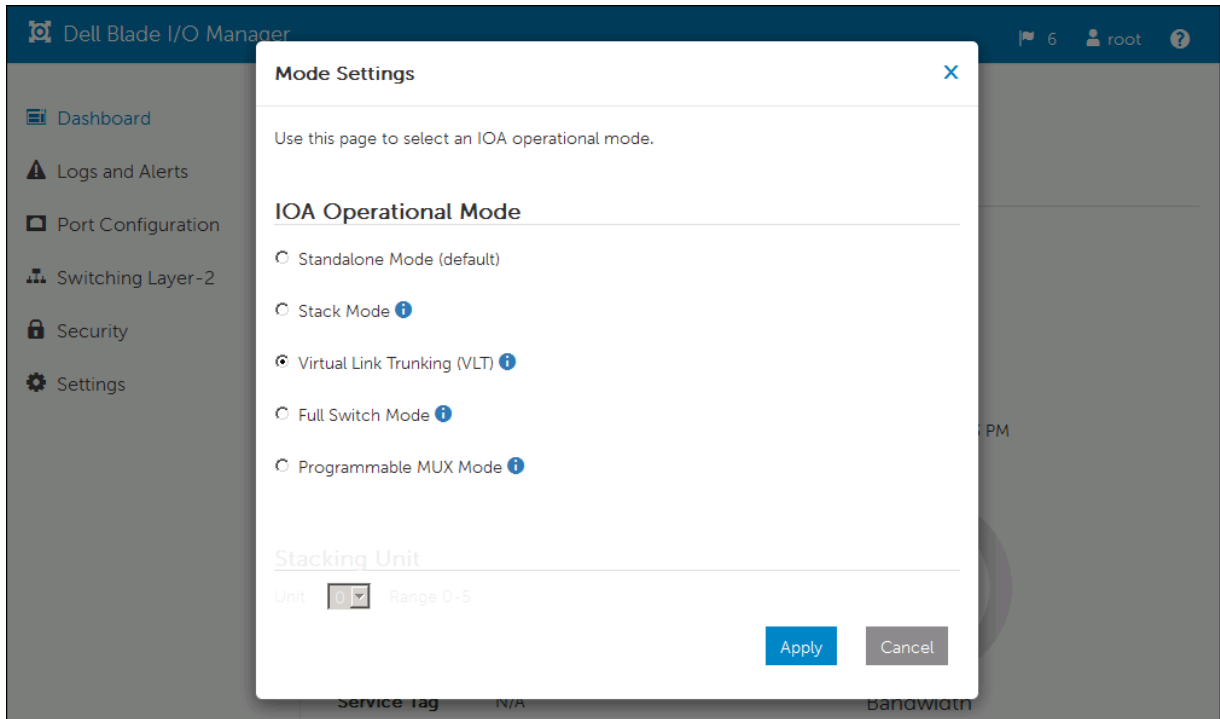 Dell Blade I/O Manager
6 root ?
Mode Settings X
Dashboard
Logs and Alerts
Port Configuration
Switching Layer-2
Security
Settings
Use this page to select an IOA operational mode.
IOA Operational Mode
Standalone Mode (default)
Stack Mode i
Virtual Link Trunking (VLT) i
Full Switch Mode i
Programmable MUX Mode i
PM
Stacking Unit
Unit 0 Range 0-5
Apply Cancel
Service Tag N/A Bandwidth